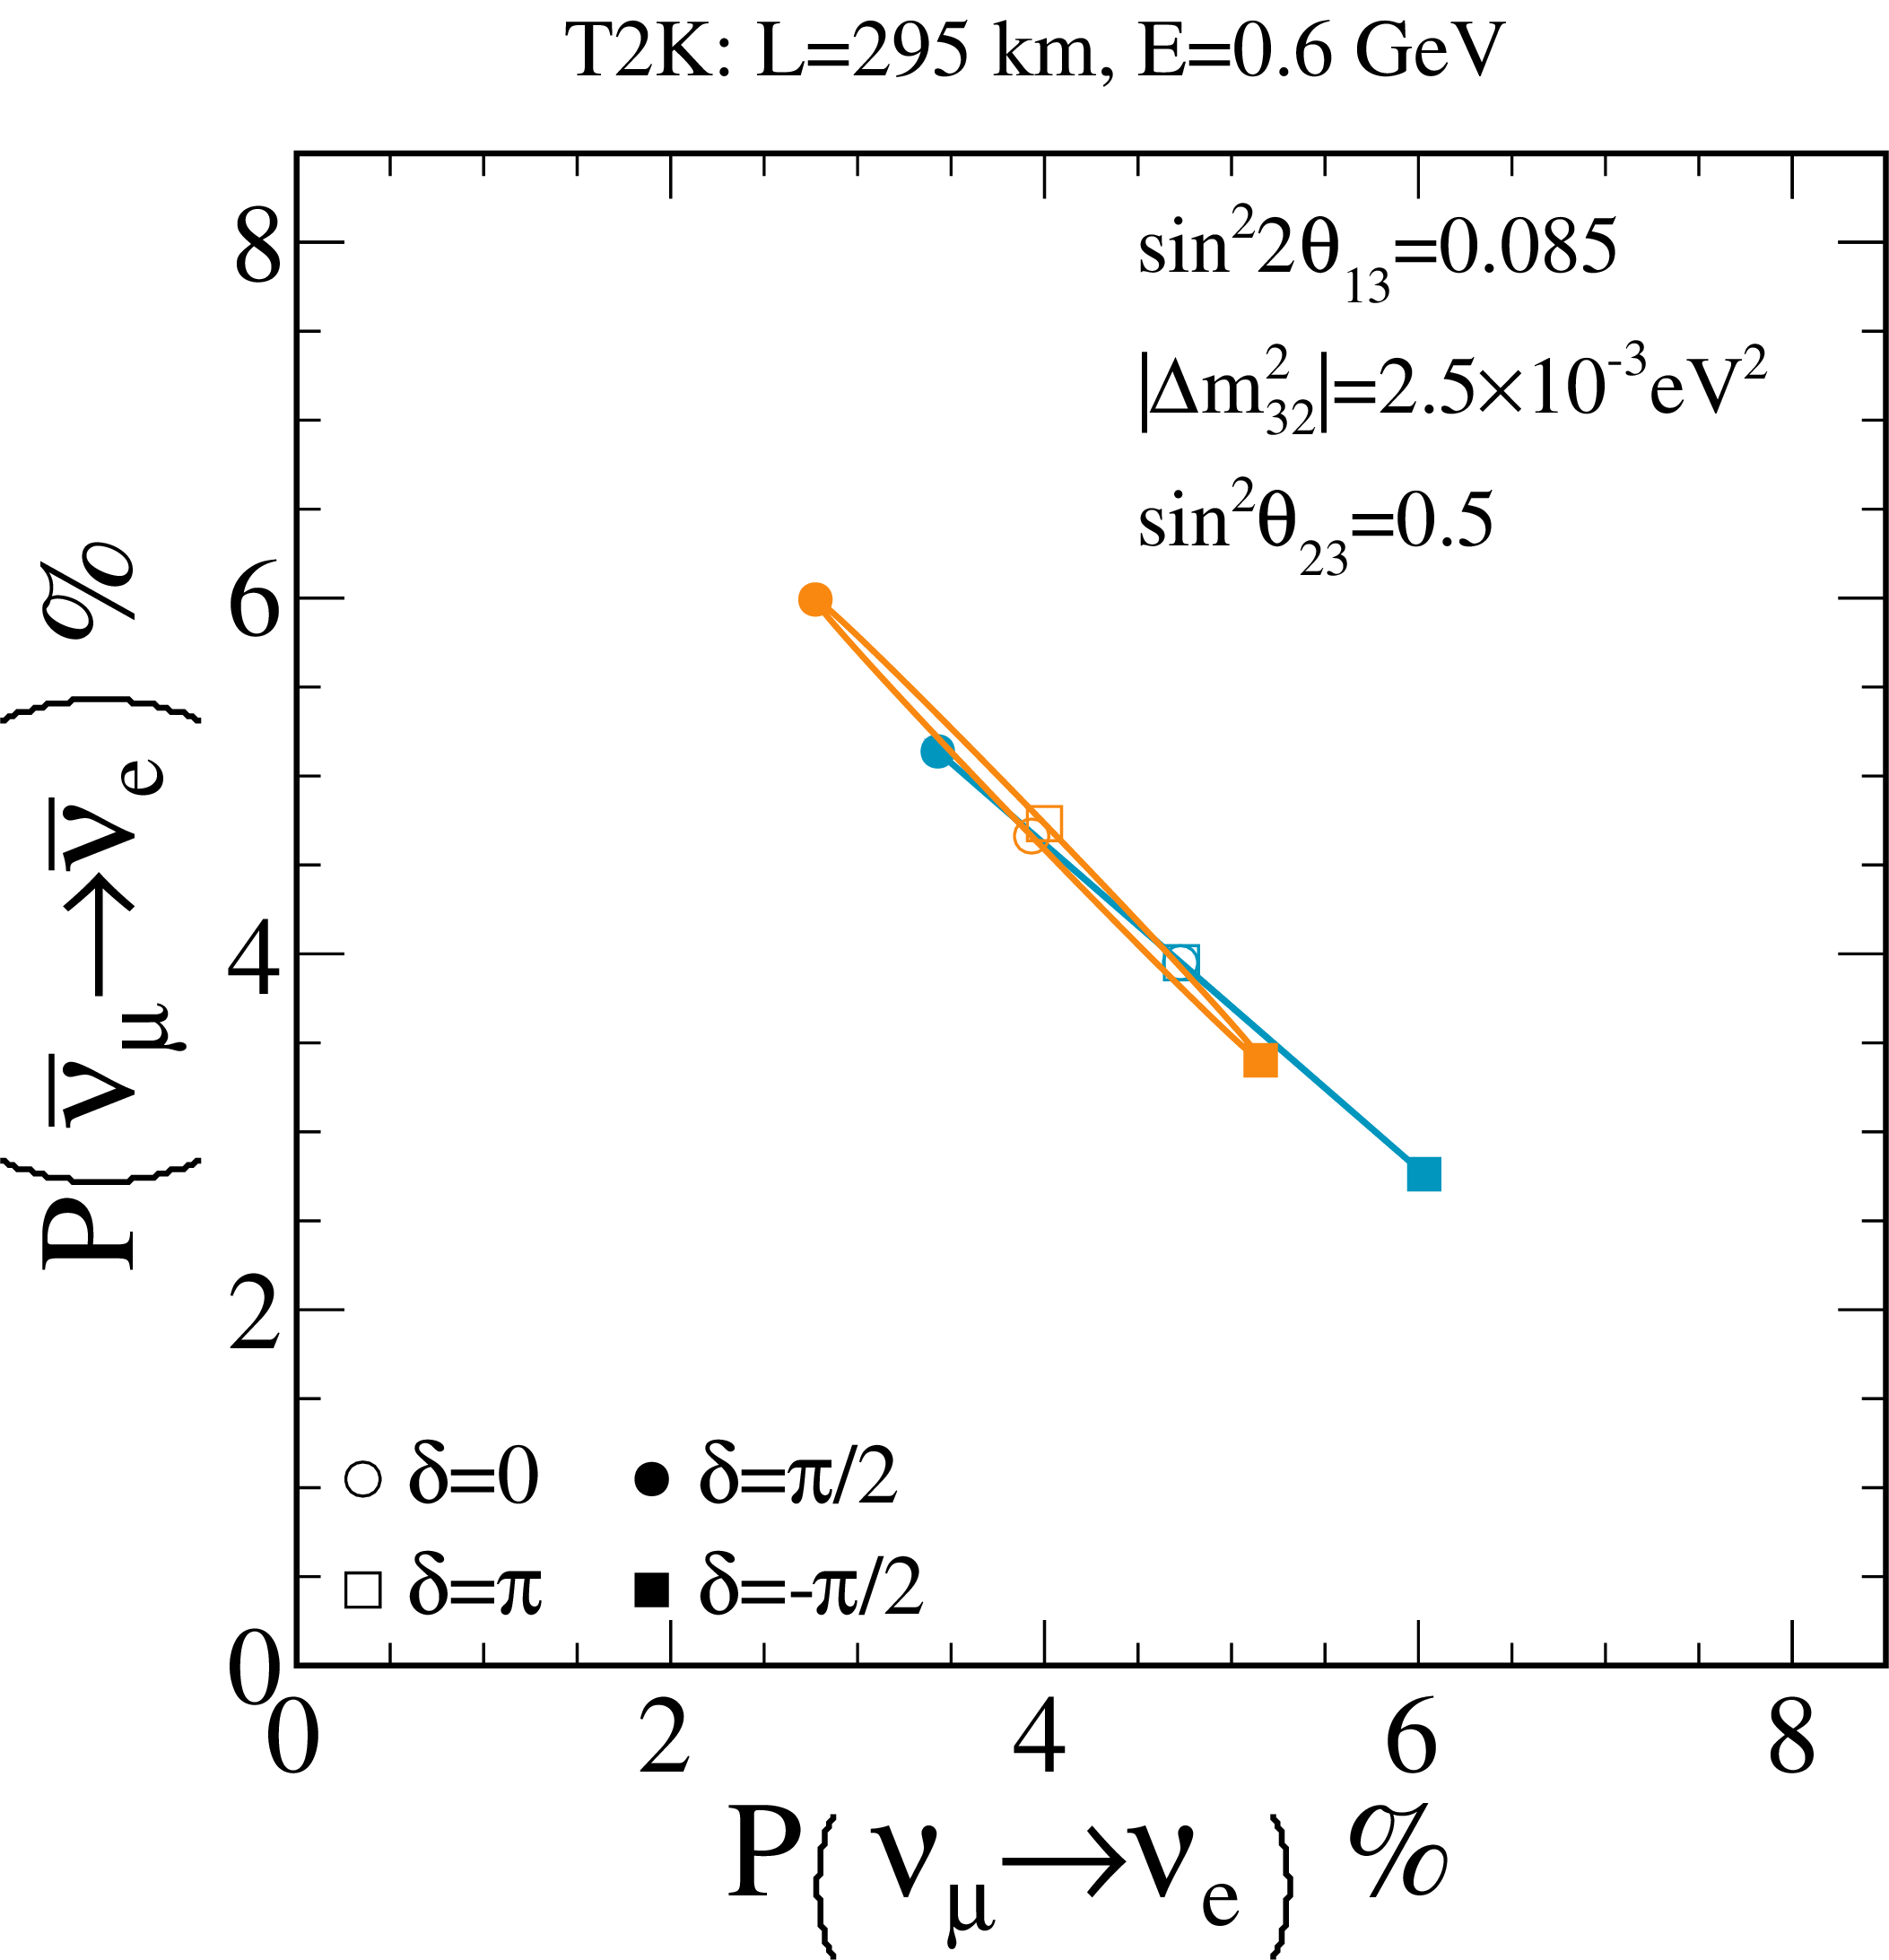 T2K: L=295 km, E=0.6 GeV
sin²2θ₁₃=0.085
|Δm²₃₂|=2.5×10⁻³eV²
sin²θ₂₃=0.5
P(ν̅μ→ν̅e) %
8
6
4
2
0
○ δ=0 ● δ=π/2
□ δ=π ■ δ=-π/2
0 2 4 6 8
P(νμ→νe) %